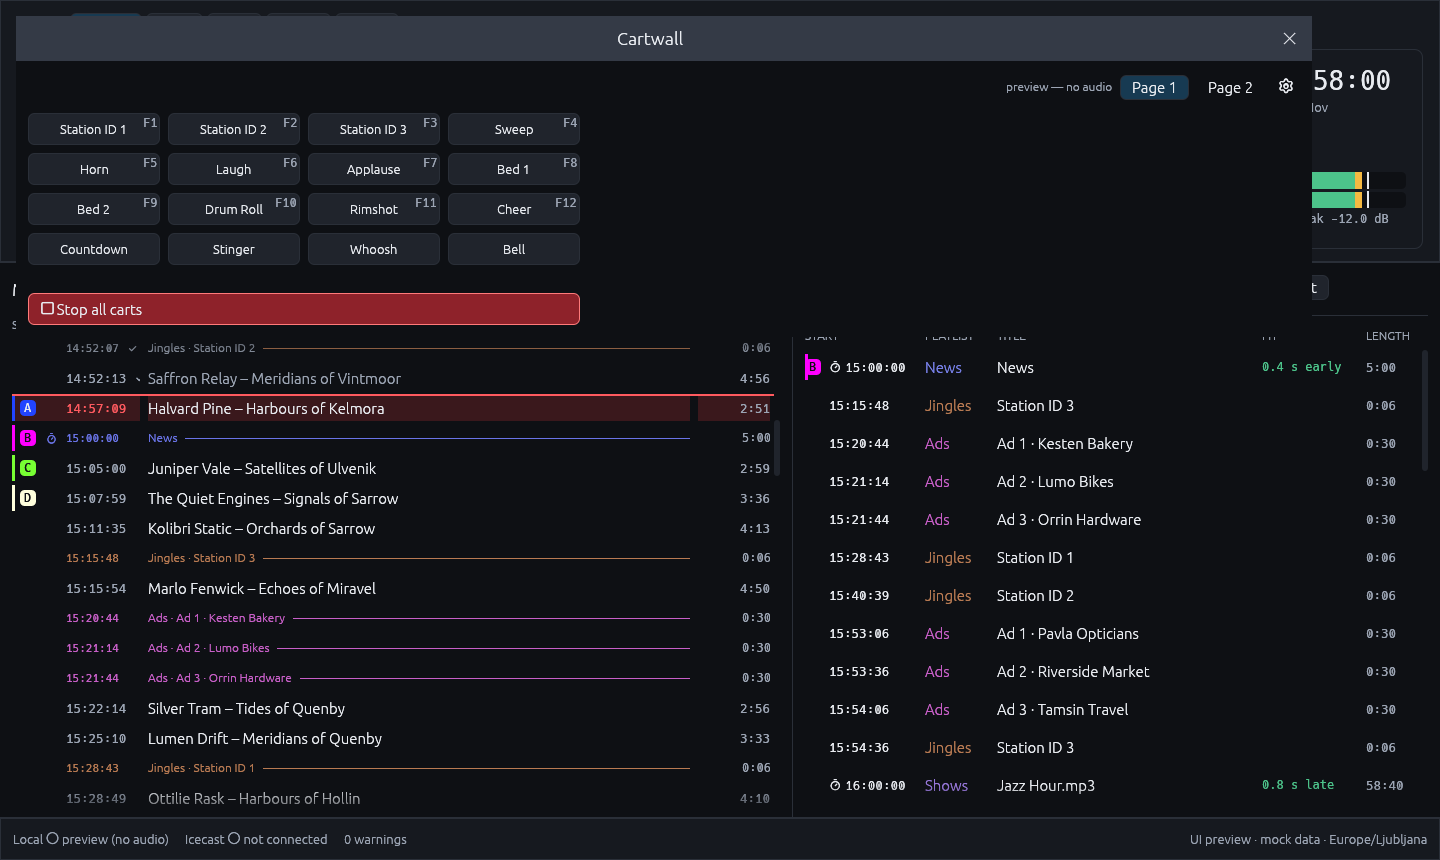 Cartwall
preview — no audio Page 1 Page 2
58:00
Station ID 1 F1 Station ID 2 F2 Station ID 3 F3 Sweep F4
Horn F5 Laugh F6 Applause F7 Bed 1 F8
Bed 2 F9 Drum Roll F10 Rimshot F11 Cheer F12
-12.0 dB
Countdown Stinger Whoosh Bell
Stop all carts
LENGTH
14:52:07 Jingles · Station ID 2 0:06
14:52:13 Saffron Relay – Meridians of Vintmoor 4:56
A 14:57:09 Halvard Pine – Harbours of Kelmora 2:51
B 15:00:00 News 5:00
C 15:05:00 Juniper Vale – Satellites of Ulvenik 2:59
D 15:07:59 The Quiet Engines – Signals of Sarrow 3:36
15:11:35 Kolibri Static – Orchards of Sarrow 4:13
15:15:48 Jingles · Station ID 3 0:06
15:15:54 Marlo Fenwick – Echoes of Miravel 4:50
15:20:44 Ads · Ad 1 · Kesten Bakery 0:30
15:21:14 Ads · Ad 2 · Lumo Bikes 0:30
15:21:44 Ads · Ad 3 · Orrin Hardware 0:30
15:22:14 Silver Tram – Tides of Quenby 2:56
15:25:10 Lumen Drift – Meridians of Quenby 3:33
15:28:43 Jingles · Station ID 1 0:06
15:28:49 Ottilie Rask – Harbours of Hollin 4:10
B 15:00:00 News News 0.4 s early 5:00
15:15:48 Jingles Station ID 3 0:06
15:20:44 Ads Ad 1 · Kesten Bakery 0:30
15:21:14 Ads Ad 2 · Lumo Bikes 0:30
15:21:44 Ads Ad 3 · Orrin Hardware 0:30
15:28:43 Jingles Station ID 1 0:06
15:40:39 Jingles Station ID 2 0:06
15:53:06 Ads Ad 1 · Pavla Opticians 0:30
15:53:36 Ads Ad 2 · Riverside Market 0:30
15:54:06 Ads Ad 3 · Tamsin Travel 0:30
15:54:36 Jingles Station ID 3 0:06
16:00:00 Shows Jazz Hour.mp3 0.8 s late 58:40
Local preview (no audio) Icecast not connected 0 warnings
UI preview · mock data · Europe/Ljubljana